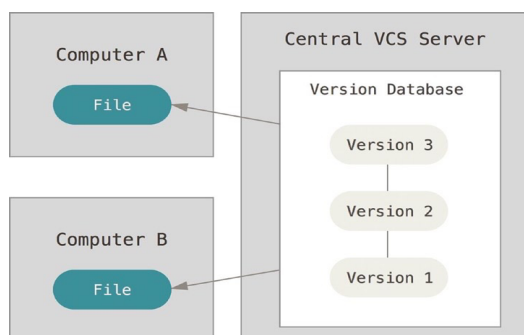 Computer A
File
Computer B
File
Central VCS Server
Version Database
Version 3
Version 2
Version 1